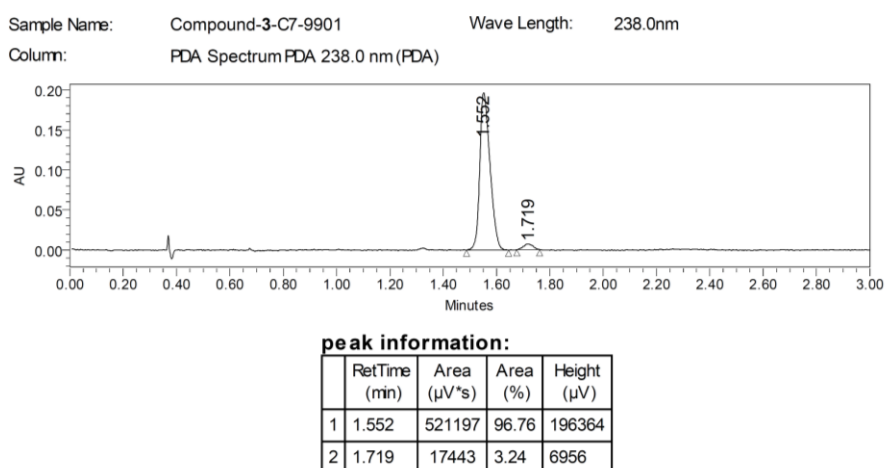 Sample Name: Compound-3-C7-9901 Wave Length: 238.0nm
Column: PDA Spectrum PDA 238.0 nm (PDA)
0.20
0.15
0.10
0.05
0.00
AU
1.552
1.719
0.00 0.20 0.40 0.60 0.80 1.00 1.20 1.40 1.60 1.80 2.00 2.20 2.40 2.60 2.80 3.00
Minutes
peak information:
RetTime Area Area Height
(min) (µV*s) (%) (µV)
1 1.552 521197 96.76 196364
2 1.719 17443 3.24 6956